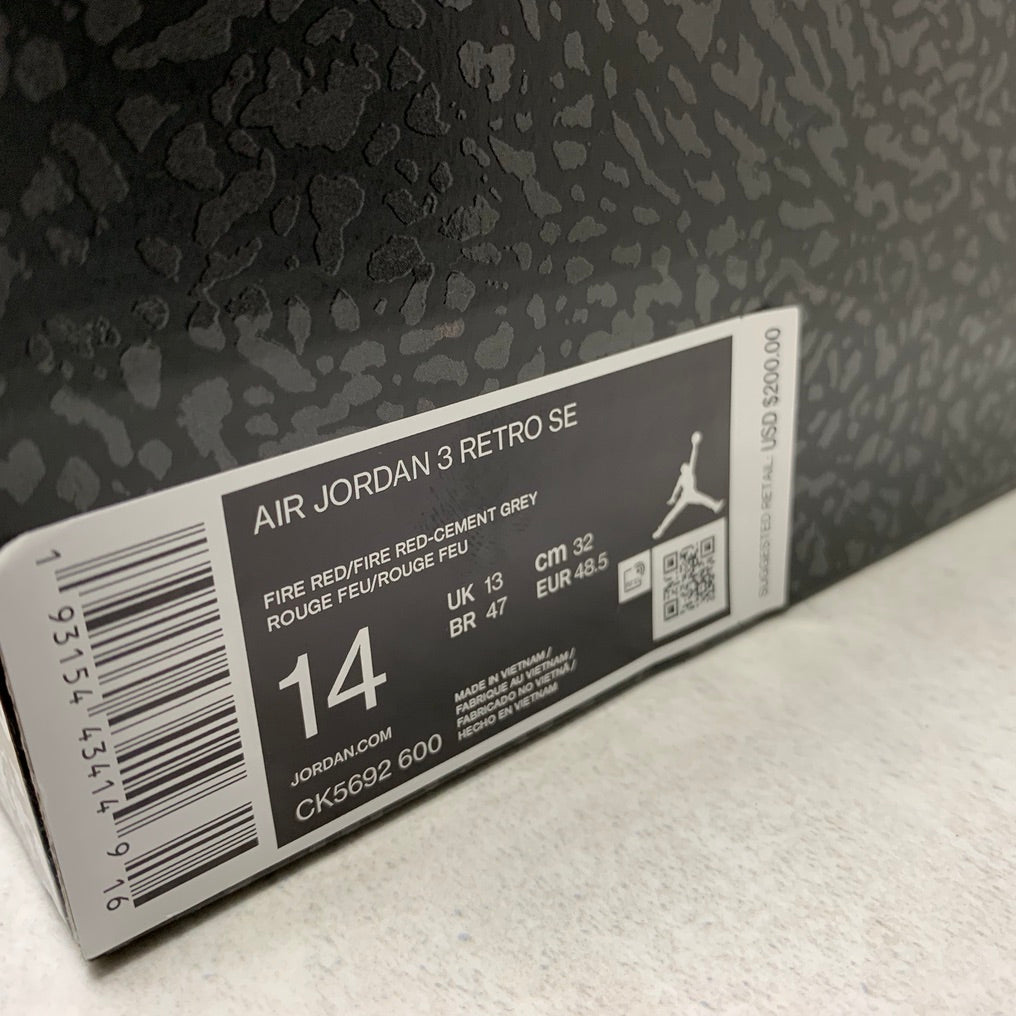 AIR JORDAN 3 RETRO SE
FIRE RED/FIRE RED-CEMENT GREY
ROUGE FEU/ROUGE FEU
14
UK 13
BR 47
cm 32
EUR 48.5
MADE IN VIETNAM /
FABRIQUE AU VIETNAM /
FABRICADO NO VIETNÃ /
HECHO EN VIETNAM
JORDAN.COM
CK5692 600
SUGGESTED RETAIL: USD $200.00
1 93154 43414 9 16